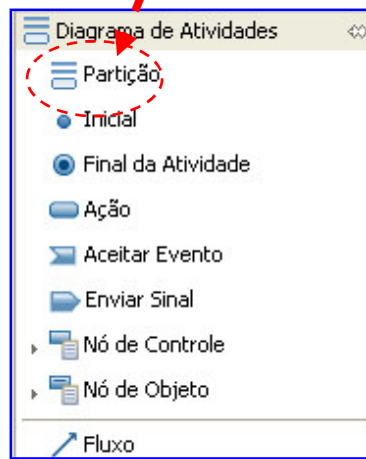 Diagrama de Atividades
Partição
Inicial
Final da Atividade
Ação
Aceitar Evento
Enviar Sinal
Nó de Controle
Nó de Objeto
Fluxo